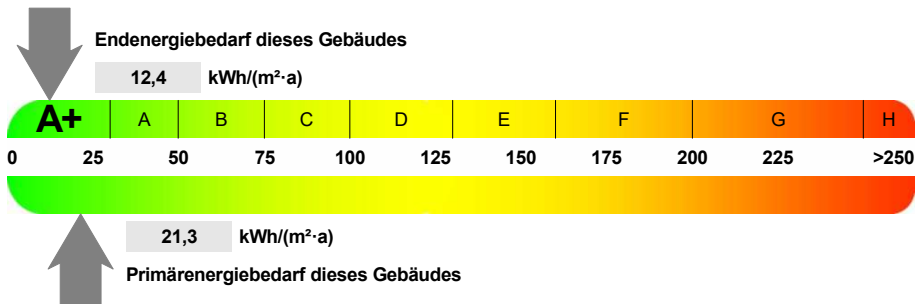 Endenergiebedarf dieses Gebäudes
12,4 kWh/(m²·a)
A+ A B C D E F G H
0 25 50 75 100 125 150 175 200 225 >250
21,3 kWh/(m²·a)
Primärenergiebedarf dieses Gebäudes